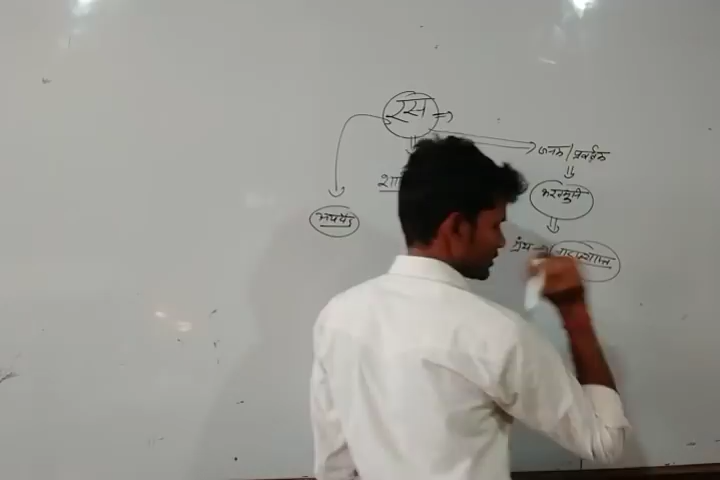 रस
जनक/प्रवर्तक
शा
भरतमुनि
ग्रंथ → नाट्यशास्त्र